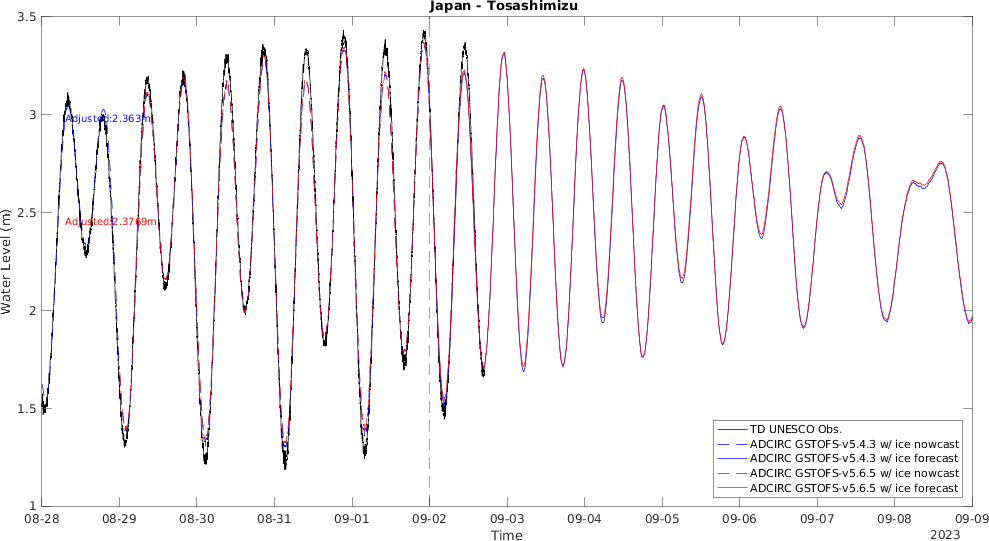 Japan - Tosashimizu
3.5
3
2.5
2
1.5
1
Water Level (m)
Adjusted:2.363m
Adjusted:2.3769m
TD UNESCO Obs.
ADCIRC GSTOFS-v5.4.3 w/ ice nowcast
ADCIRC GSTOFS-v5.4.3 w/ ice forecast
ADCIRC GSTOFS-v5.6.5 w/ ice nowcast
ADCIRC GSTOFS-v5.6.5 w/ ice forecast
08-28 08-29 08-30 08-31 09-01 09-02 09-03 09-04 09-05 09-06 09-07 09-08 09-09
Time
2023